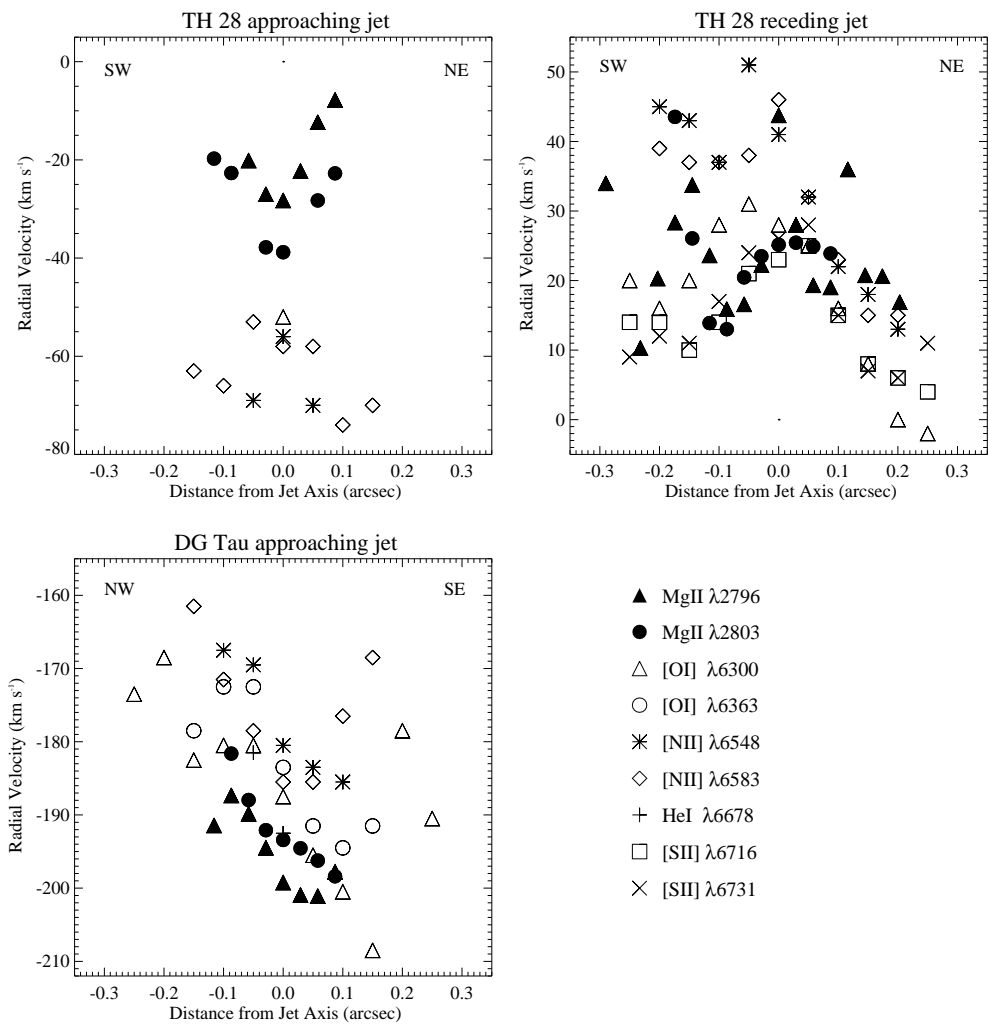 TH 28 approaching jet
SW NE
0
-20
-40
-60
-80
Radial Velocity (km s⁻¹)
-0.3 -0.2 -0.1 0.0 0.1 0.2 0.3
Distance from Jet Axis (arcsec)
TH 28 receding jet
SW NE
50
40
30
20
10
0
Radial Velocity (km s⁻¹)
-0.3 -0.2 -0.1 0.0 0.1 0.2 0.3
Distance from Jet Axis (arcsec)
DG Tau approaching jet
NW SE
-160
-170
-180
-190
-200
-210
Radial Velocity (km s⁻¹)
-0.3 -0.2 -0.1 0.0 0.1 0.2 0.3
Distance from Jet Axis (arcsec)
MgII λ2796
MgII λ2803
[OI] λ6300
[OI] λ6363
[NII] λ6548
[NII] λ6583
HeI λ6678
[SII] λ6716
[SII] λ6731